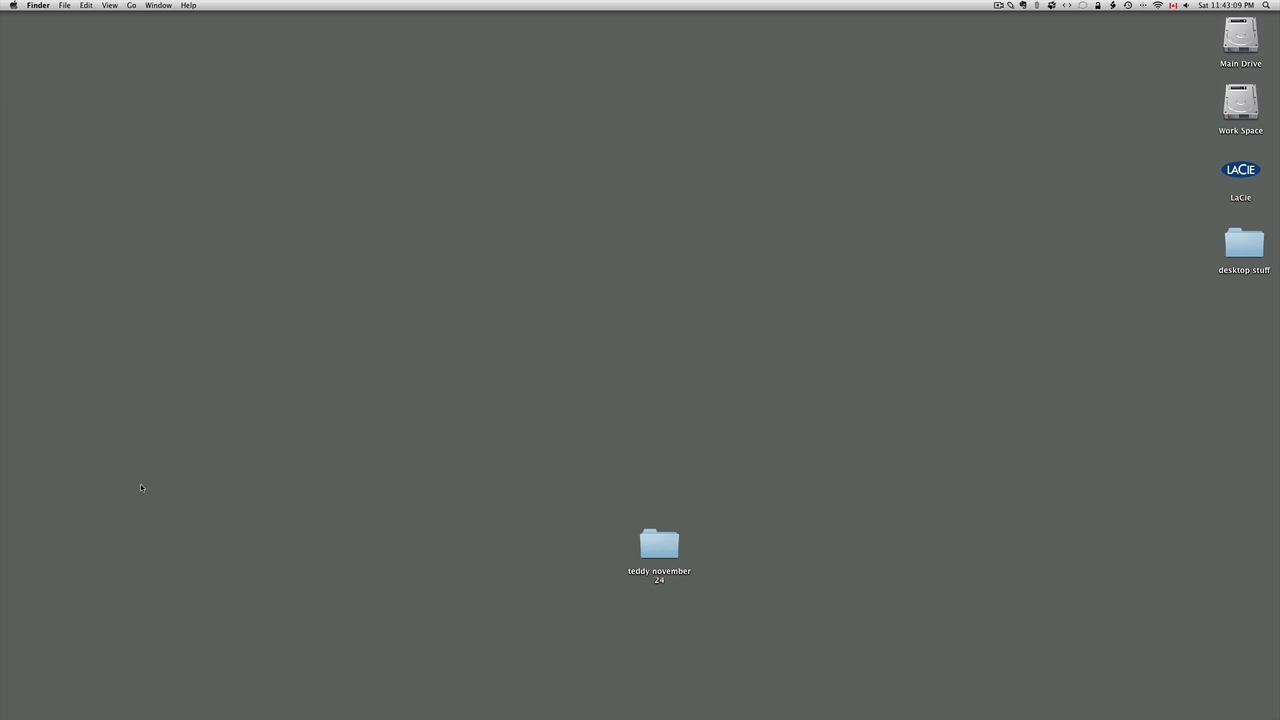 Finder File Edit View Go Window Help Sat 11:43:09 PM
Main Drive
Work Space
LACIE
LaCie
desktop stuff
teddy november
24